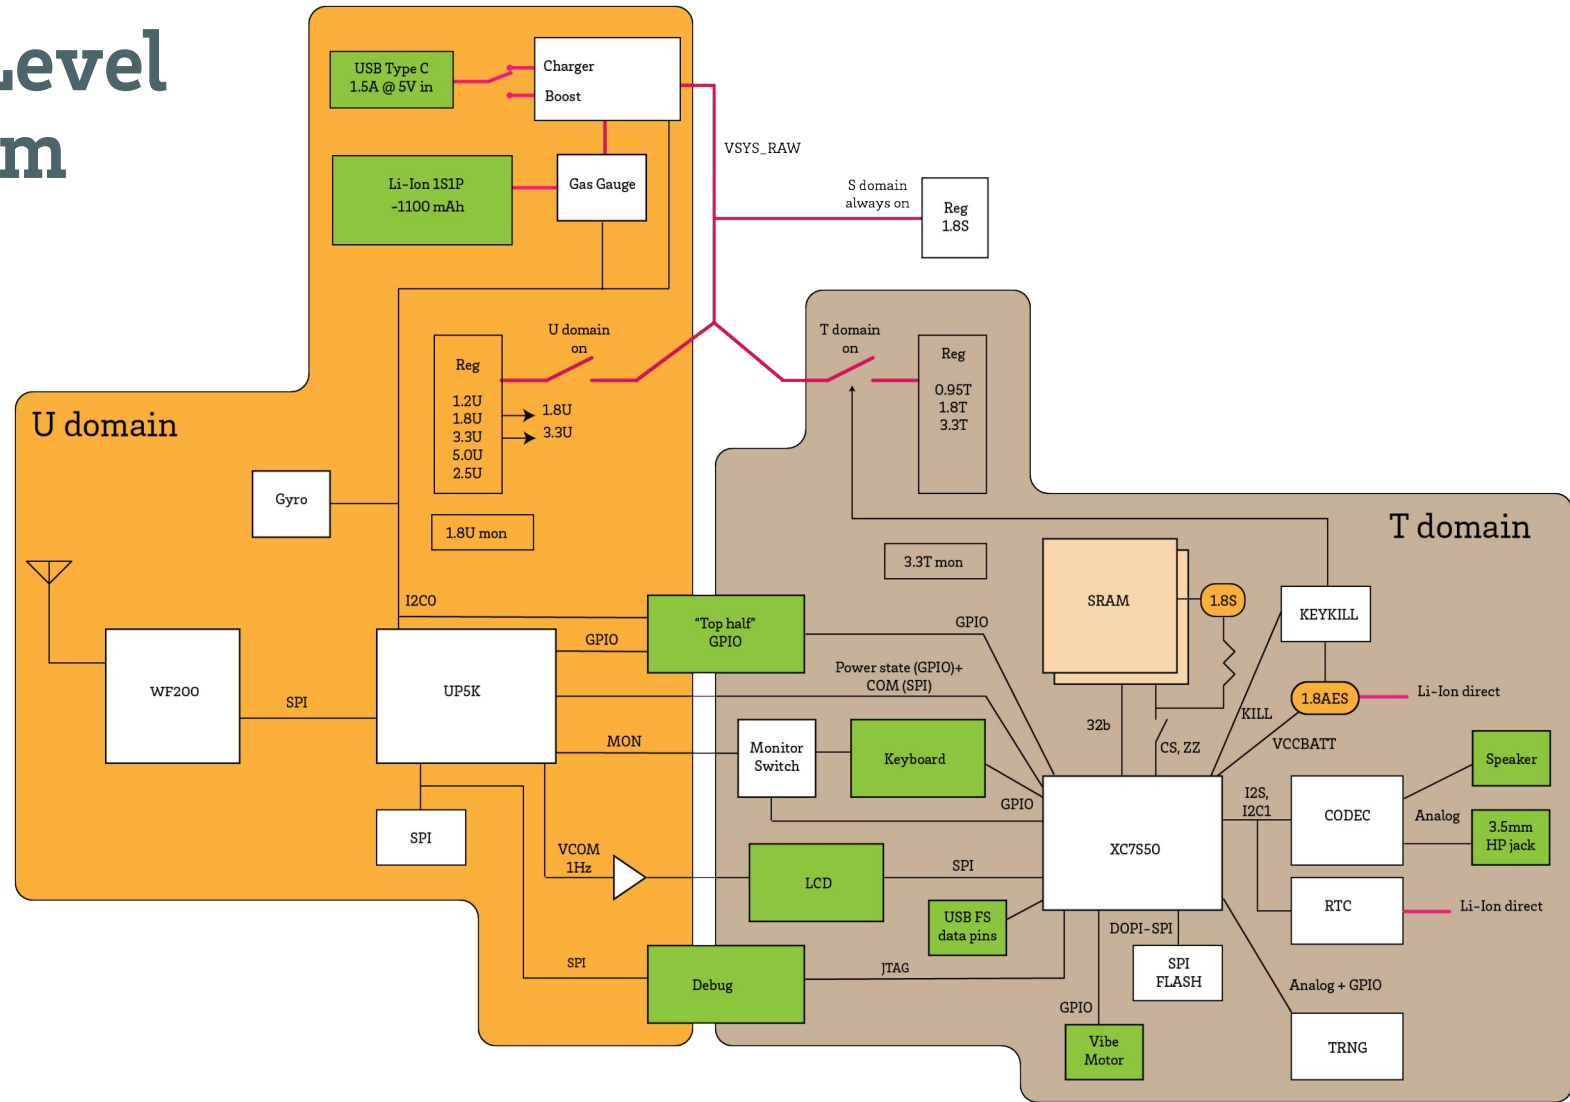 Level
m
USB Type C
1.5A @ 5V in
Charger
Boost
Li-Ion 1S1P
~1100 mAh
Gas Gauge
VSYS_RAW
S domain
always on
Reg
1.8S
U domain
on
T domain
on
Reg
1.2U
1.8U
3.3U
5.0U
2.5U
1.8U
3.3U
Reg
0.95T
1.8T
3.3T
U domain
Gyro
1.8U mon
T domain
3.3T mon
SRAM
1.8S
KEYKILL
I2C0
"Top half"
GPIO
GPIO
GPIO
WF200
SPI
UP5K
Power state (GPIO)+
COM (SPI)
1.8AES
Li-Ion direct
32b
KILL
CS, ZZ
VCCBATT
MON
Monitor
Switch
Keyboard
GPIO
Speaker
I2S,
I2C1
CODEC
Analog
3.5mm
HP jack
SPI
VCOM
1Hz
LCD
SPI
XC7S50
RTC
Li-Ion direct
USB FS
data pins
DOPI-SPI
SPI
FLASH
SPI
Debug
JTAG
Analog + GPIO
GPIO
Vibe
Motor
TRNG